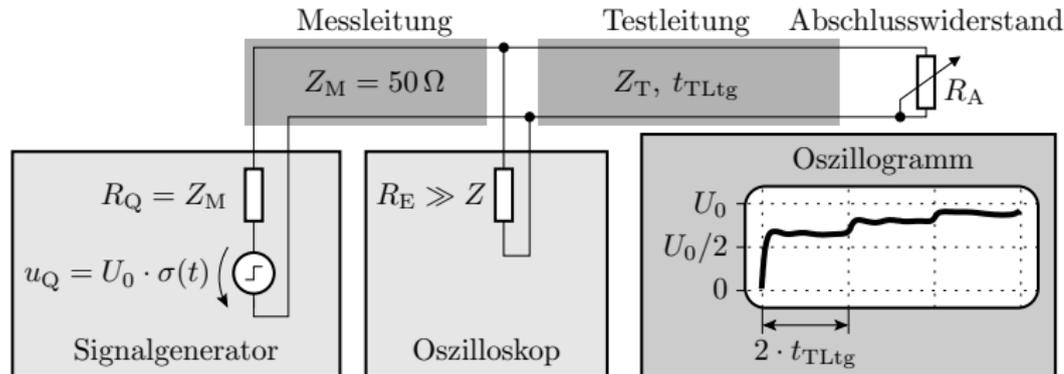 Messleitung
Testleitung
Abschlusswiderstand
Z_M = 50 Ω
Z_T, t_TLtg
R_A
R_Q = Z_M
u_Q = U_0 · σ(t)
Signalgenerator
R_E ≫ Z
Oszilloskop
Oszillogramm
U_0
U_0/2
0
2 · t_TLtg